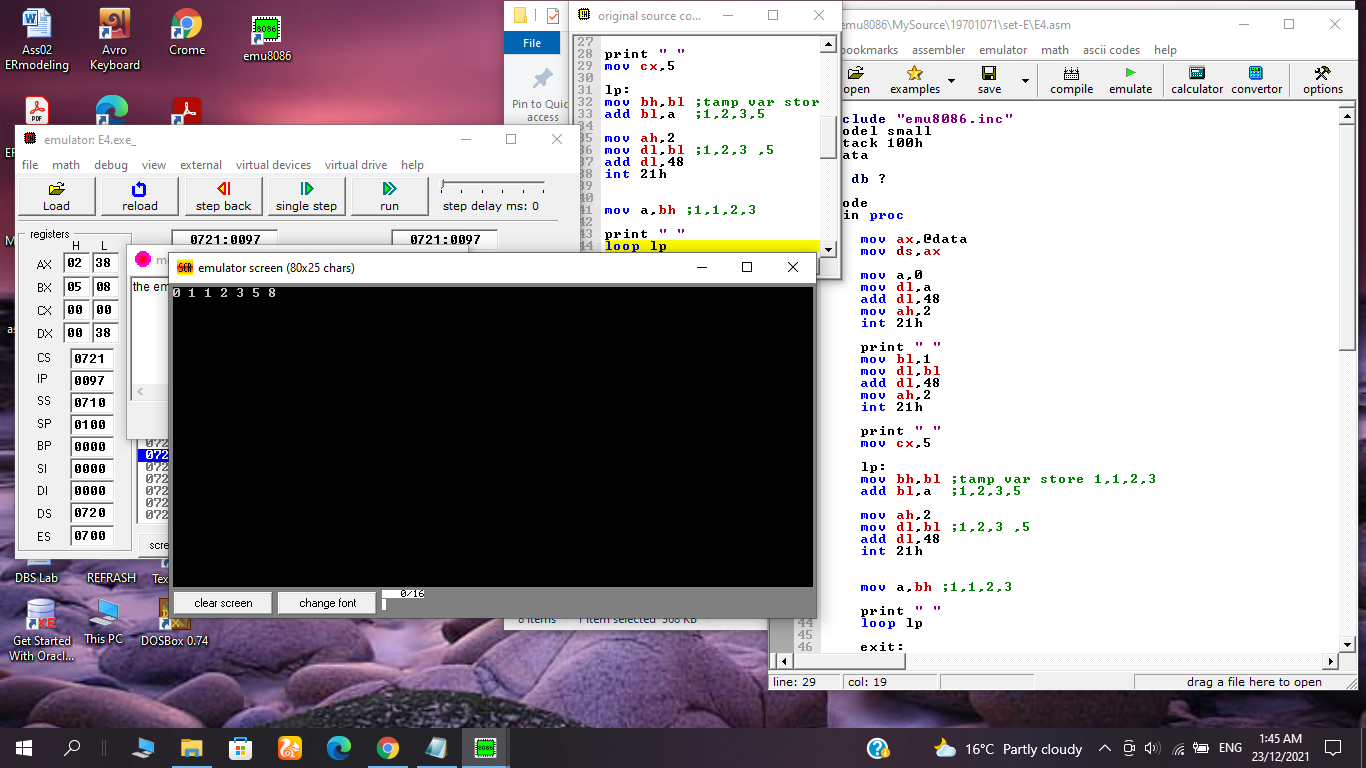 Ass02
ERmodeling
Avro
Keyboard
Crome
emu8086
emulator: E4.exe_
file math debug view external virtual devices virtual drive help
Load reload step back single step run step delay ms: 0
registers
H L
0721:0097 0721:0097
AX 02 38
BX 05 08
CX 00 00
DX 00 38
CS 0721
IP 0097
SS 0710
SP 0100
BP 0000
SI 0000
DI 0000
DS 0720
ES 0700
the em
emulator screen (80x25 chars)
0 1 1 2 3 5 8
clear screen change font 0/16
File
Pin to Quic
access
original source co...
27
28 print " "
29 mov cx,5
30
31 lp:
32 mov bh,bl ;tamp var stor
33 add bl,a ;1,2,3,5
34
35 mov ah,2
36 mov dl,bl ;1,2,3 ,5
37 add dl,48
38 int 21h
39
40
41 mov a,bh ;1,1,2,3
42
43 print " "
44 loop lp
emu8086\MySource\19701071\set-E\E4.asm
bookmarks assembler emulator math ascii codes help
open examples save compile emulate calculator convertor options
clude "emu8086.inc"
odel small
tack 100h
ata
db ?
ode
in proc
mov ax,@data
mov ds,ax
mov a,0
mov dl,a
add dl,48
mov ah,2
int 21h
print " "
mov bl,1
mov dl,bl
add dl,48
mov ah,2
int 21h
print " "
mov cx,5
lp:
mov bh,bl ;tamp var store 1,1,2,3
add bl,a ;1,2,3,5
mov ah,2
mov dl,bl ;1,2,3 ,5
add dl,48
int 21h
mov a,bh ;1,1,2,3
print " "
44 loop lp
45
46 exit:
line: 29 col: 19 drag a file here to open
DBS Lab
REFRASH
Get Started
With Oracl...
This PC
DOSBox 0.74
16°C Partly cloudy ENG
1:45 AM
23/12/2021